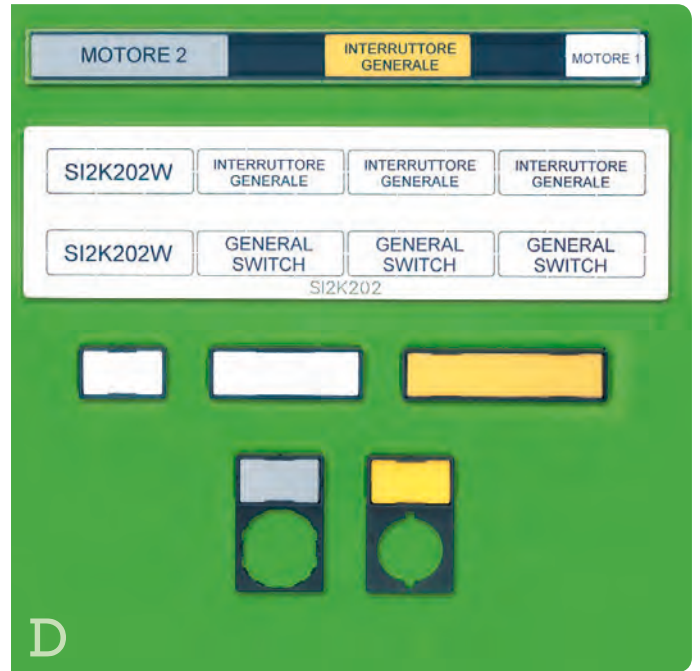 MOTORE 2
INTERRUTTORE
GENERALE
MOTORE 1
SI2K202W
INTERRUTTORE
GENERALE
INTERRUTTORE
GENERALE
INTERRUTTORE
GENERALE
SI2K202W
GENERAL
SWITCH
GENERAL
SWITCH
GENERAL
SWITCH
SI2K202
D